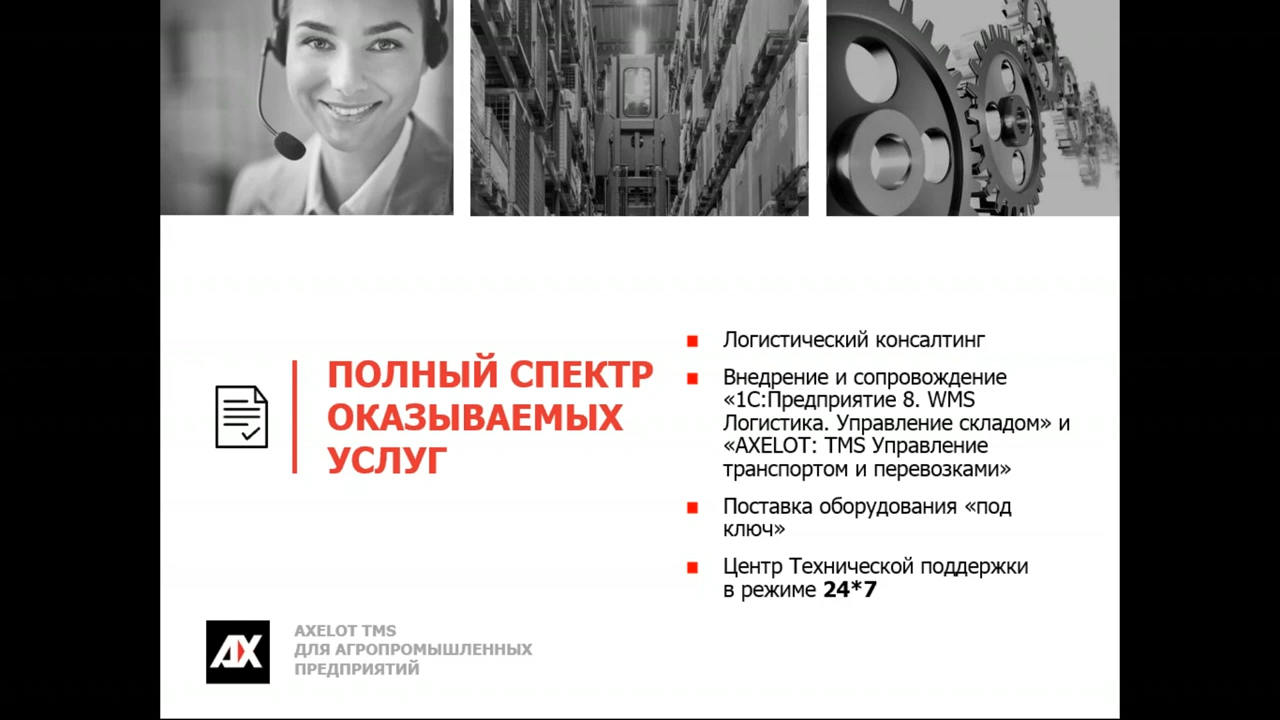 ПОЛНЫЙ СПЕКТР
ОКАЗЫВАЕМЫХ
УСЛУГ
Логистический консалтинг
Внедрение и сопровождение
«1С:Предприятие 8. WMS
Логистика. Управление складом» и
«AXELOT: TMS Управление
транспортом и перевозками»
Поставка оборудования «под
ключ»
Центр Технической поддержки
в режиме 24*7
AX
AXELOT TMS
ДЛЯ АГРОПРОМЫШЛЕННЫХ
ПРЕДПРИЯТИЙ